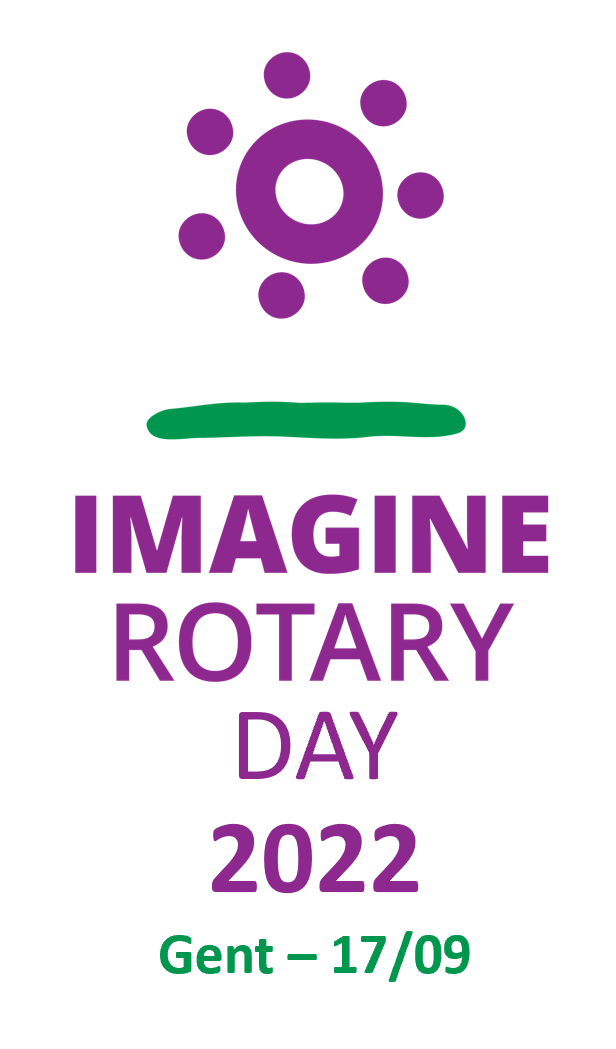 IMAGINE
ROTARY
DAY
2022
Gent – 17/09